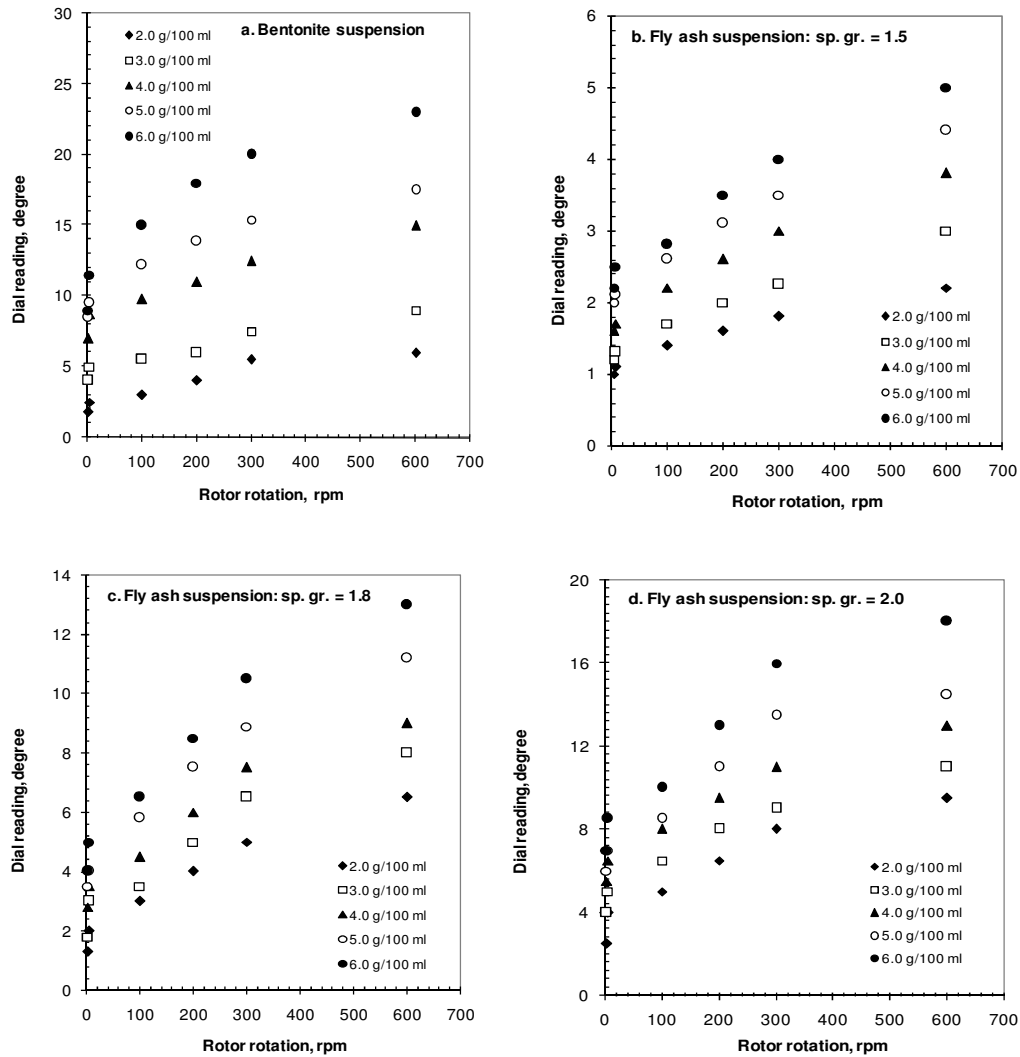 a. Bentonite suspension
2.0 g/100 ml
3.0 g/100 ml
4.0 g/100 ml
5.0 g/100 ml
6.0 g/100 ml
30
25
20
15
10
5
0
Dial reading, degree
0 100 200 300 400 500 600 700
Rotor rotation, rpm
b. Fly ash suspension: sp. gr. = 1.5
6
5
4
3
2
1
0
Dial reading, degree
2.0 g/100 ml
3.0 g/100 ml
4.0 g/100 ml
5.0 g/100 ml
6.0 g/100 ml
0 100 200 300 400 500 600 700
Rotor rotation, rpm
c. Fly ash suspension: sp. gr. = 1.8
14
12
10
8
6
4
2
0
Dial reading, degree
2.0 g/100 ml
3.0 g/100 ml
4.0 g/100 ml
5.0 g/100 ml
6.0 g/100 ml
0 100 200 300 400 500 600 700
Rotor rotation, rpm
d. Fly ash suspension: sp. gr. = 2.0
20
16
12
8
4
0
Dial reading, degree
2.0 g/100 ml
3.0 g/100 ml
4.0 g/100 ml
5.0 g/100 ml
6.0 g/100 ml
0 100 200 300 400 500 600 700
Rotor rotation, rpm